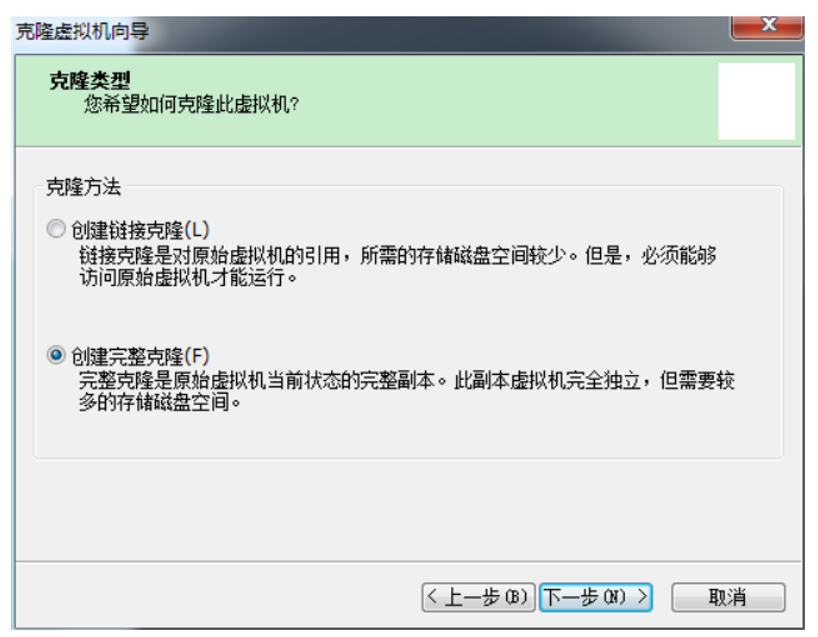 克隆虚拟机向导
克隆类型
您希望如何克隆此虚拟机?
克隆方法
创建链接克隆(L)
链接克隆是对原始虚拟机的引用，所需的存储磁盘空间较少。但是，必须能够
访问原始虚拟机才能运行。
创建完整克隆(F)
完整克隆是原始虚拟机当前状态的完整副本。此副本虚拟机完全独立，但需要较
多的存储磁盘空间。
< 上一步(B) 下一步(N) > 取消